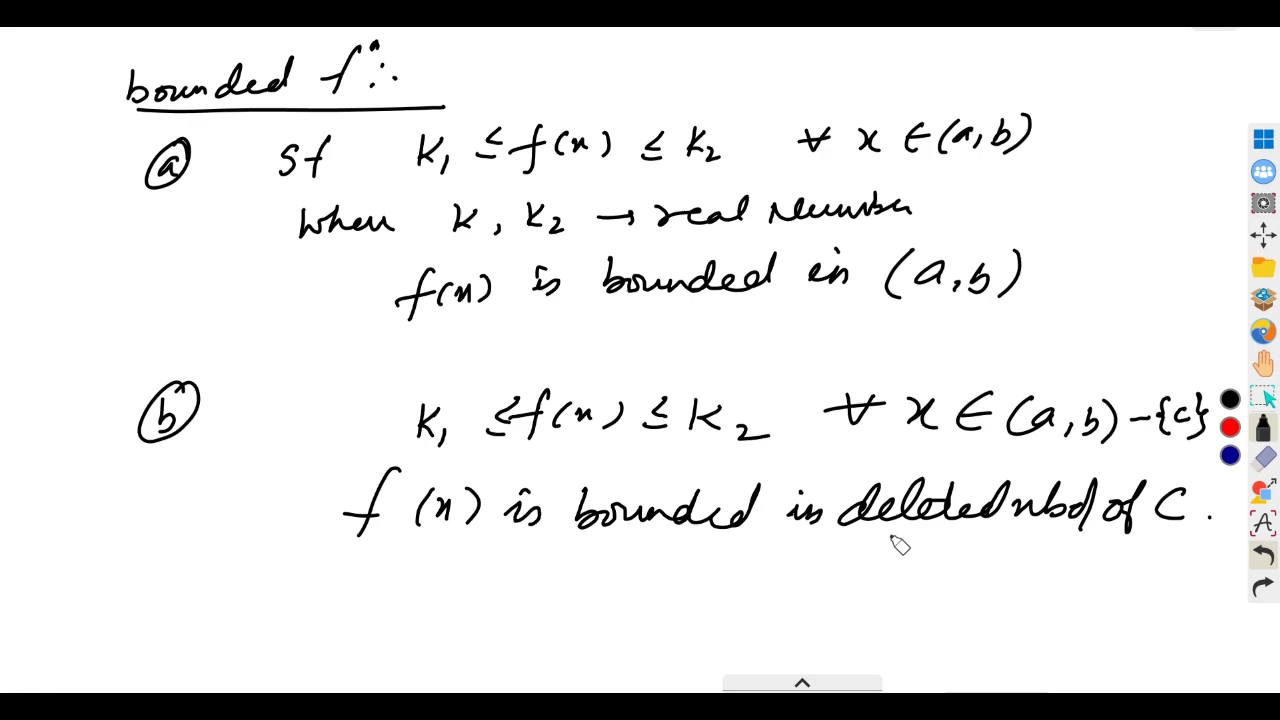 bounded fⁿ :
(a) If K₁ ≤ f(x) ≤ K₂ ∀ x ∈ (a, b)
when K, K₂ → real number
f(x) is bounded in (a, b)
(b) K₁ ≤ f(x) ≤ K₂ ∀ x ∈ (a, b) - {c}
f(x) is bounded in deleted nbd of C.